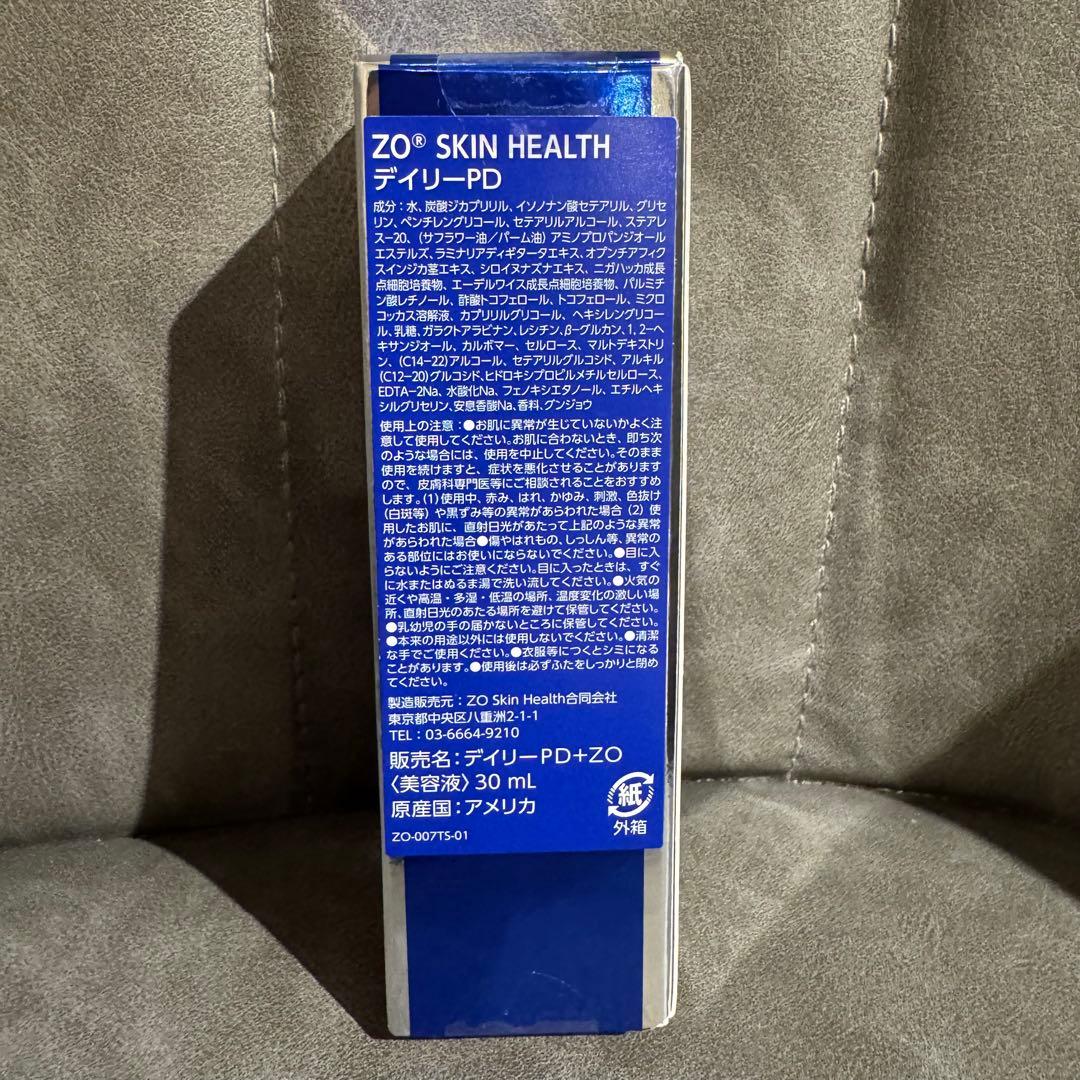 ZO® SKIN HEALTH
デイリーPD
成分：水、炭酸ジカプリリル、イソノナン酸セテアリル、グリセ
リン、ペンチレングリコール、セテアリルアルコール、ステアレ
ス-20、（サフラワー油／パーム油）アミノプロパンジオール
エステルズ、ラミナリアディギタータエキス、オプンチアフィク
スインジカ茎エキス、シロイヌナズナエキス、ニガハッカ成長
点細胞培養物、エーデルワイス成長点細胞培養物、パルミチ
ン酸レチノール、酢酸トコフェロール、トコフェロール、ミクロ
コッカス溶解液、カプリリルグリコール、ヘキシレングリコー
ル、乳糖、ガラクトアラビナン、レシチン、β-グルカン、1,2-ヘ
キサンジオール、カルボマー、セルロース、マルトデキストリ
ン、（C14-22）アルコール、セテアリルグルコシド、アルキル
（C12-20）グルコシド、ヒドロキシプロピルメチルセルロース、
EDTA-2Na、水酸化Na、フェノキシエタノール、エチルヘキ
シルグリセリン、安息香酸Na、香料、グンジョウ
使用上の注意：●お肌に異常が生じていないかよく注
意して使用してください。お肌に合わないとき、即ち次
のような場合には、使用を中止してください。そのまま
使用を続けますと、症状を悪化させることがあります
ので、皮膚科専門医等にご相談されることをおすすめ
します。（1）使用中、赤み、はれ、かゆみ、刺激、色抜け
（白斑等）や黒ずみ等の異常があらわれた場合（2）使
用したお肌に、直射日光があたって上記のような異常
があらわれた場合●傷やはれもの、しっしん等、異常の
ある部位にはお使いにならないでください。●目に入
らないようにご注意ください。目に入ったときは、すぐ
に水またはぬるま湯で洗い流してください。●火気の
近くや高温・多湿・低温の場所、温度変化の激しい場
所、直射日光のあたる場所を避けて保管してください。
●乳幼児の手の届かないところに保管してください。
●本来の用途以外には使用しないでください。●清潔
な手でご使用ください。●衣服等につくとシミになる
ことがあります。●使用後は必ずふたをしっかりと閉め
てください。
製造販売元：ZO Skin Health合同会社
東京都中央区八重洲2-1-1
TEL：03-6664-9210
販売名：デイリーPD+ZO
〈美容液〉30 mL
原産国：アメリカ
紙
外箱
ZO-007TS-01